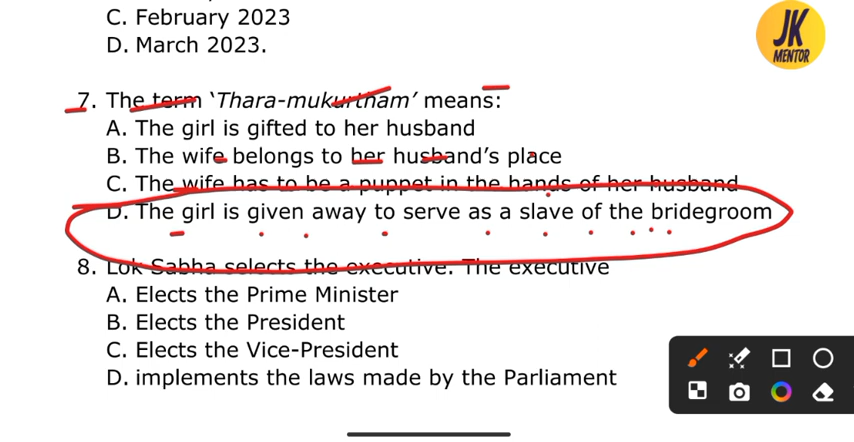 C. February 2023
D. March 2023.
JK
MENTOR
7. The term ‘Thara-mukurtham’ means:
A. The girl is gifted to her husband
B. The wife belongs to her husband’s place
C. The wife has to be a puppet in the hands of her husband
D. The girl is given away to serve as a slave of the bridegroom
8. Lok Sabha selects the executive. The executive
A. Elects the Prime Minister
B. Elects the President
C. Elects the Vice-President
D. implements the laws made by the Parliament